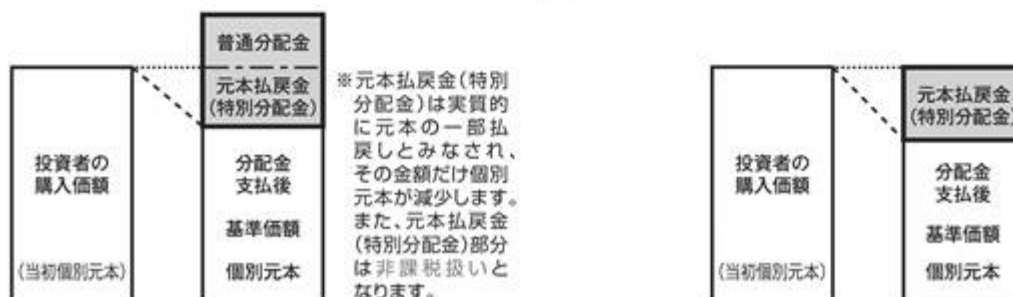 普通分配金
元本払戻金
(特別分配金)
投資者の
購入価額
(当初個別元本)
分配金
支払後
基準価額
個別元本
※元本払戻金(特別
分配金)は実質的
に元本の一部払
戻しとみなされ、
その金額だけ個別
元本が減少します。
また、元本払戻金
(特別分配金)部分
は非課税扱いと
なります。
元本払戻金
(特別分配金)
投資者の
購入価額
(当初個別元本)
分配金
支払後
基準価額
個別元本